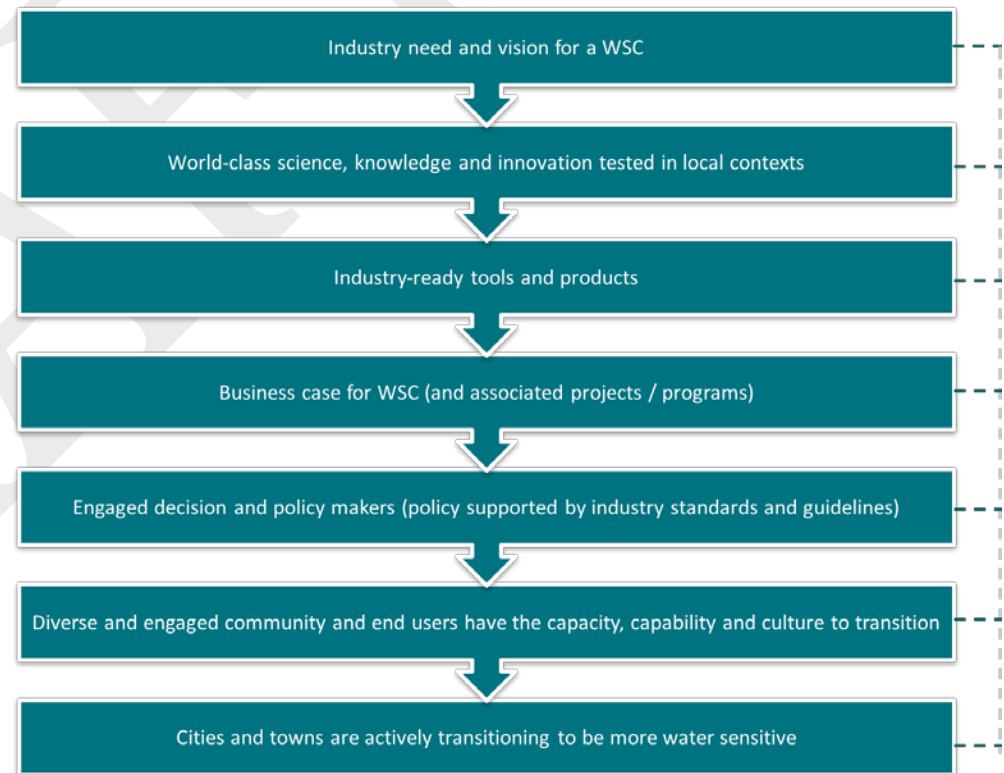 Industry need and vision for a WSC
World-class science, knowledge and innovation tested in local contexts
Industry-ready tools and products
Business case for WSC (and associated projects / programs)
Engaged decision and policy makers (policy supported by industry standards and guidelines)
Diverse and engaged community and end users have the capacity, capability and culture to transition
Cities and towns are actively transitioning to be more water sensitive